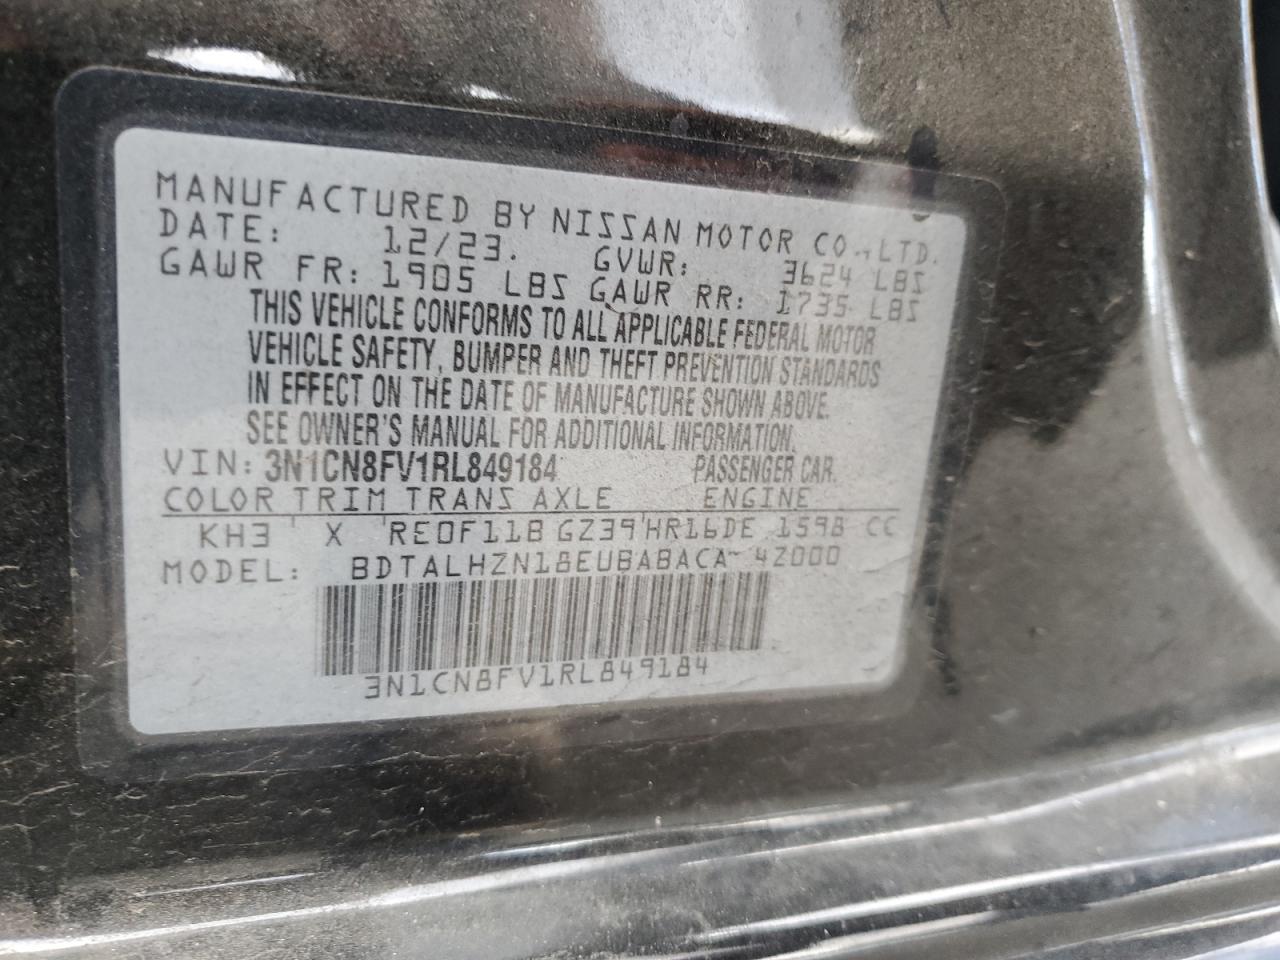 MANUFACTURED BY NISSAN MOTOR CO., LTD.
DATE: 12/23. GVWR: 3624 LBS
GAWR FR: 1905 LBS GAWR RR: 1735 LBS
THIS VEHICLE CONFORMS TO ALL APPLICABLE FEDERAL MOTOR
VEHICLE SAFETY, BUMPER AND THEFT PREVENTION STANDARDS
IN EFFECT ON THE DATE OF MANUFACTURE SHOWN ABOVE.
SEE OWNER'S MANUAL FOR ADDITIONAL INFORMATION.
VIN: 3N1CN8FV1RL849184 PASSENGER CAR.
COLOR TRIM TRANS AXLE ENGINE
KH3 X RE0F11B GZ39 HR16DE 1598 CC
MODEL: BDTALHZN18EUBABACA- 4Z000
3N1CN8FV1RL849184